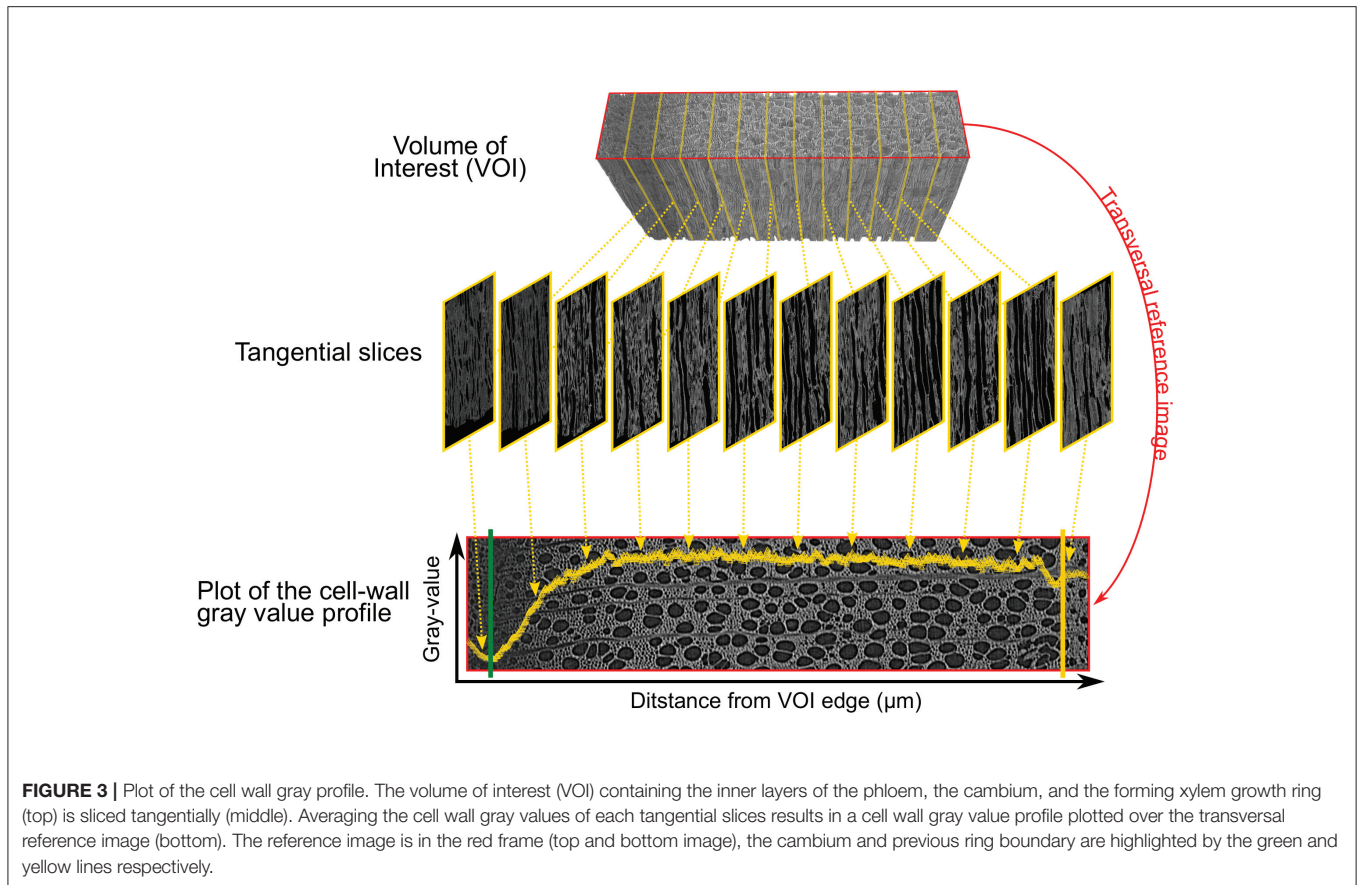 Volume of
Interest (VOI)
Transversal reference image
Tangential slices
Plot of the cell-wall
gray value profile
Gray-value
Ditstance from VOI edge (µm)
FIGURE 3 | Plot of the cell wall gray profile. The volume of interest (VOI) containing the inner layers of the phloem, the cambium, and the forming xylem growth ring
(top) is sliced tangentially (middle). Averaging the cell wall gray values of each tangential slices results in a cell wall gray value profile plotted over the transversal
reference image (bottom). The reference image is in the red frame (top and bottom image), the cambium and previous ring boundary are highlighted by the green and
yellow lines respectively.